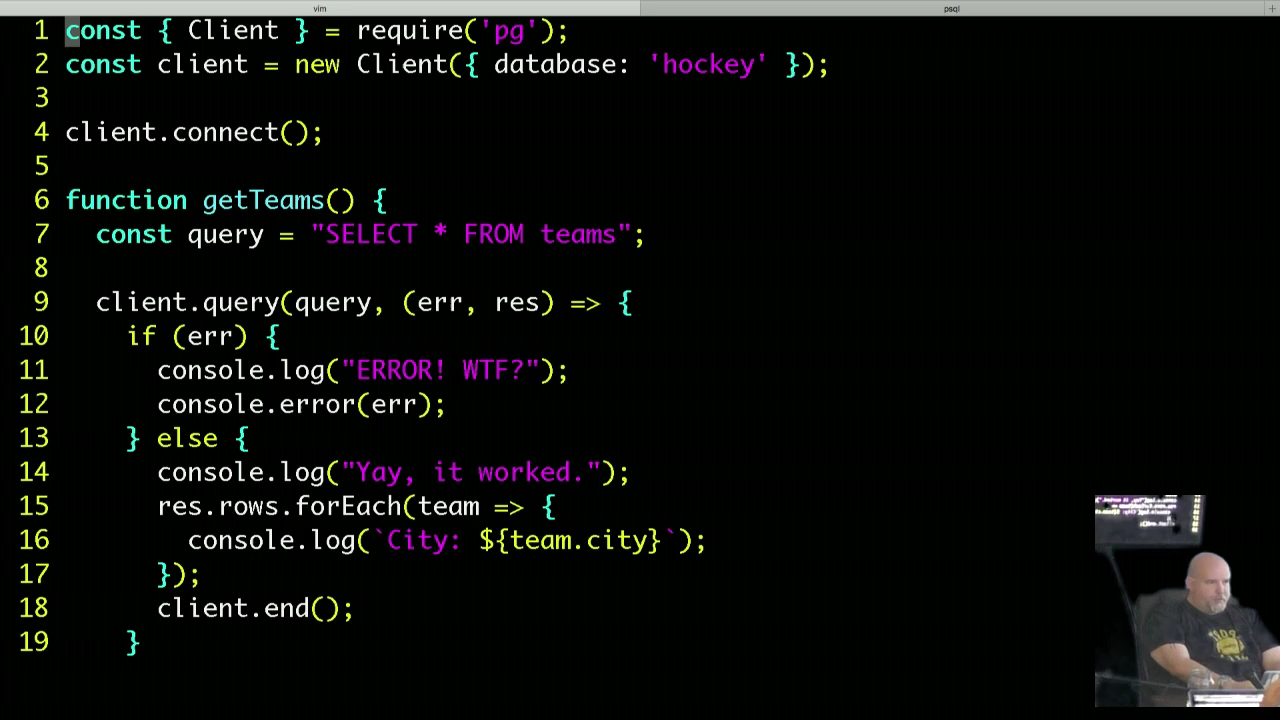 vim
psql
+
1 const { Client } = require('pg');
2 const client = new Client({ database: 'hockey' });
3
4 client.connect();
5
6 function getTeams() {
7   const query = "SELECT * FROM teams";
8
9   client.query(query, (err, res) => {
10     if (err) {
11       console.log("ERROR! WTF?");
12       console.error(err);
13     } else {
14       console.log("Yay, it worked.");
15       res.rows.forEach(team => {
16         console.log(`City: ${team.city}`);
17       });
18       client.end();
19     }